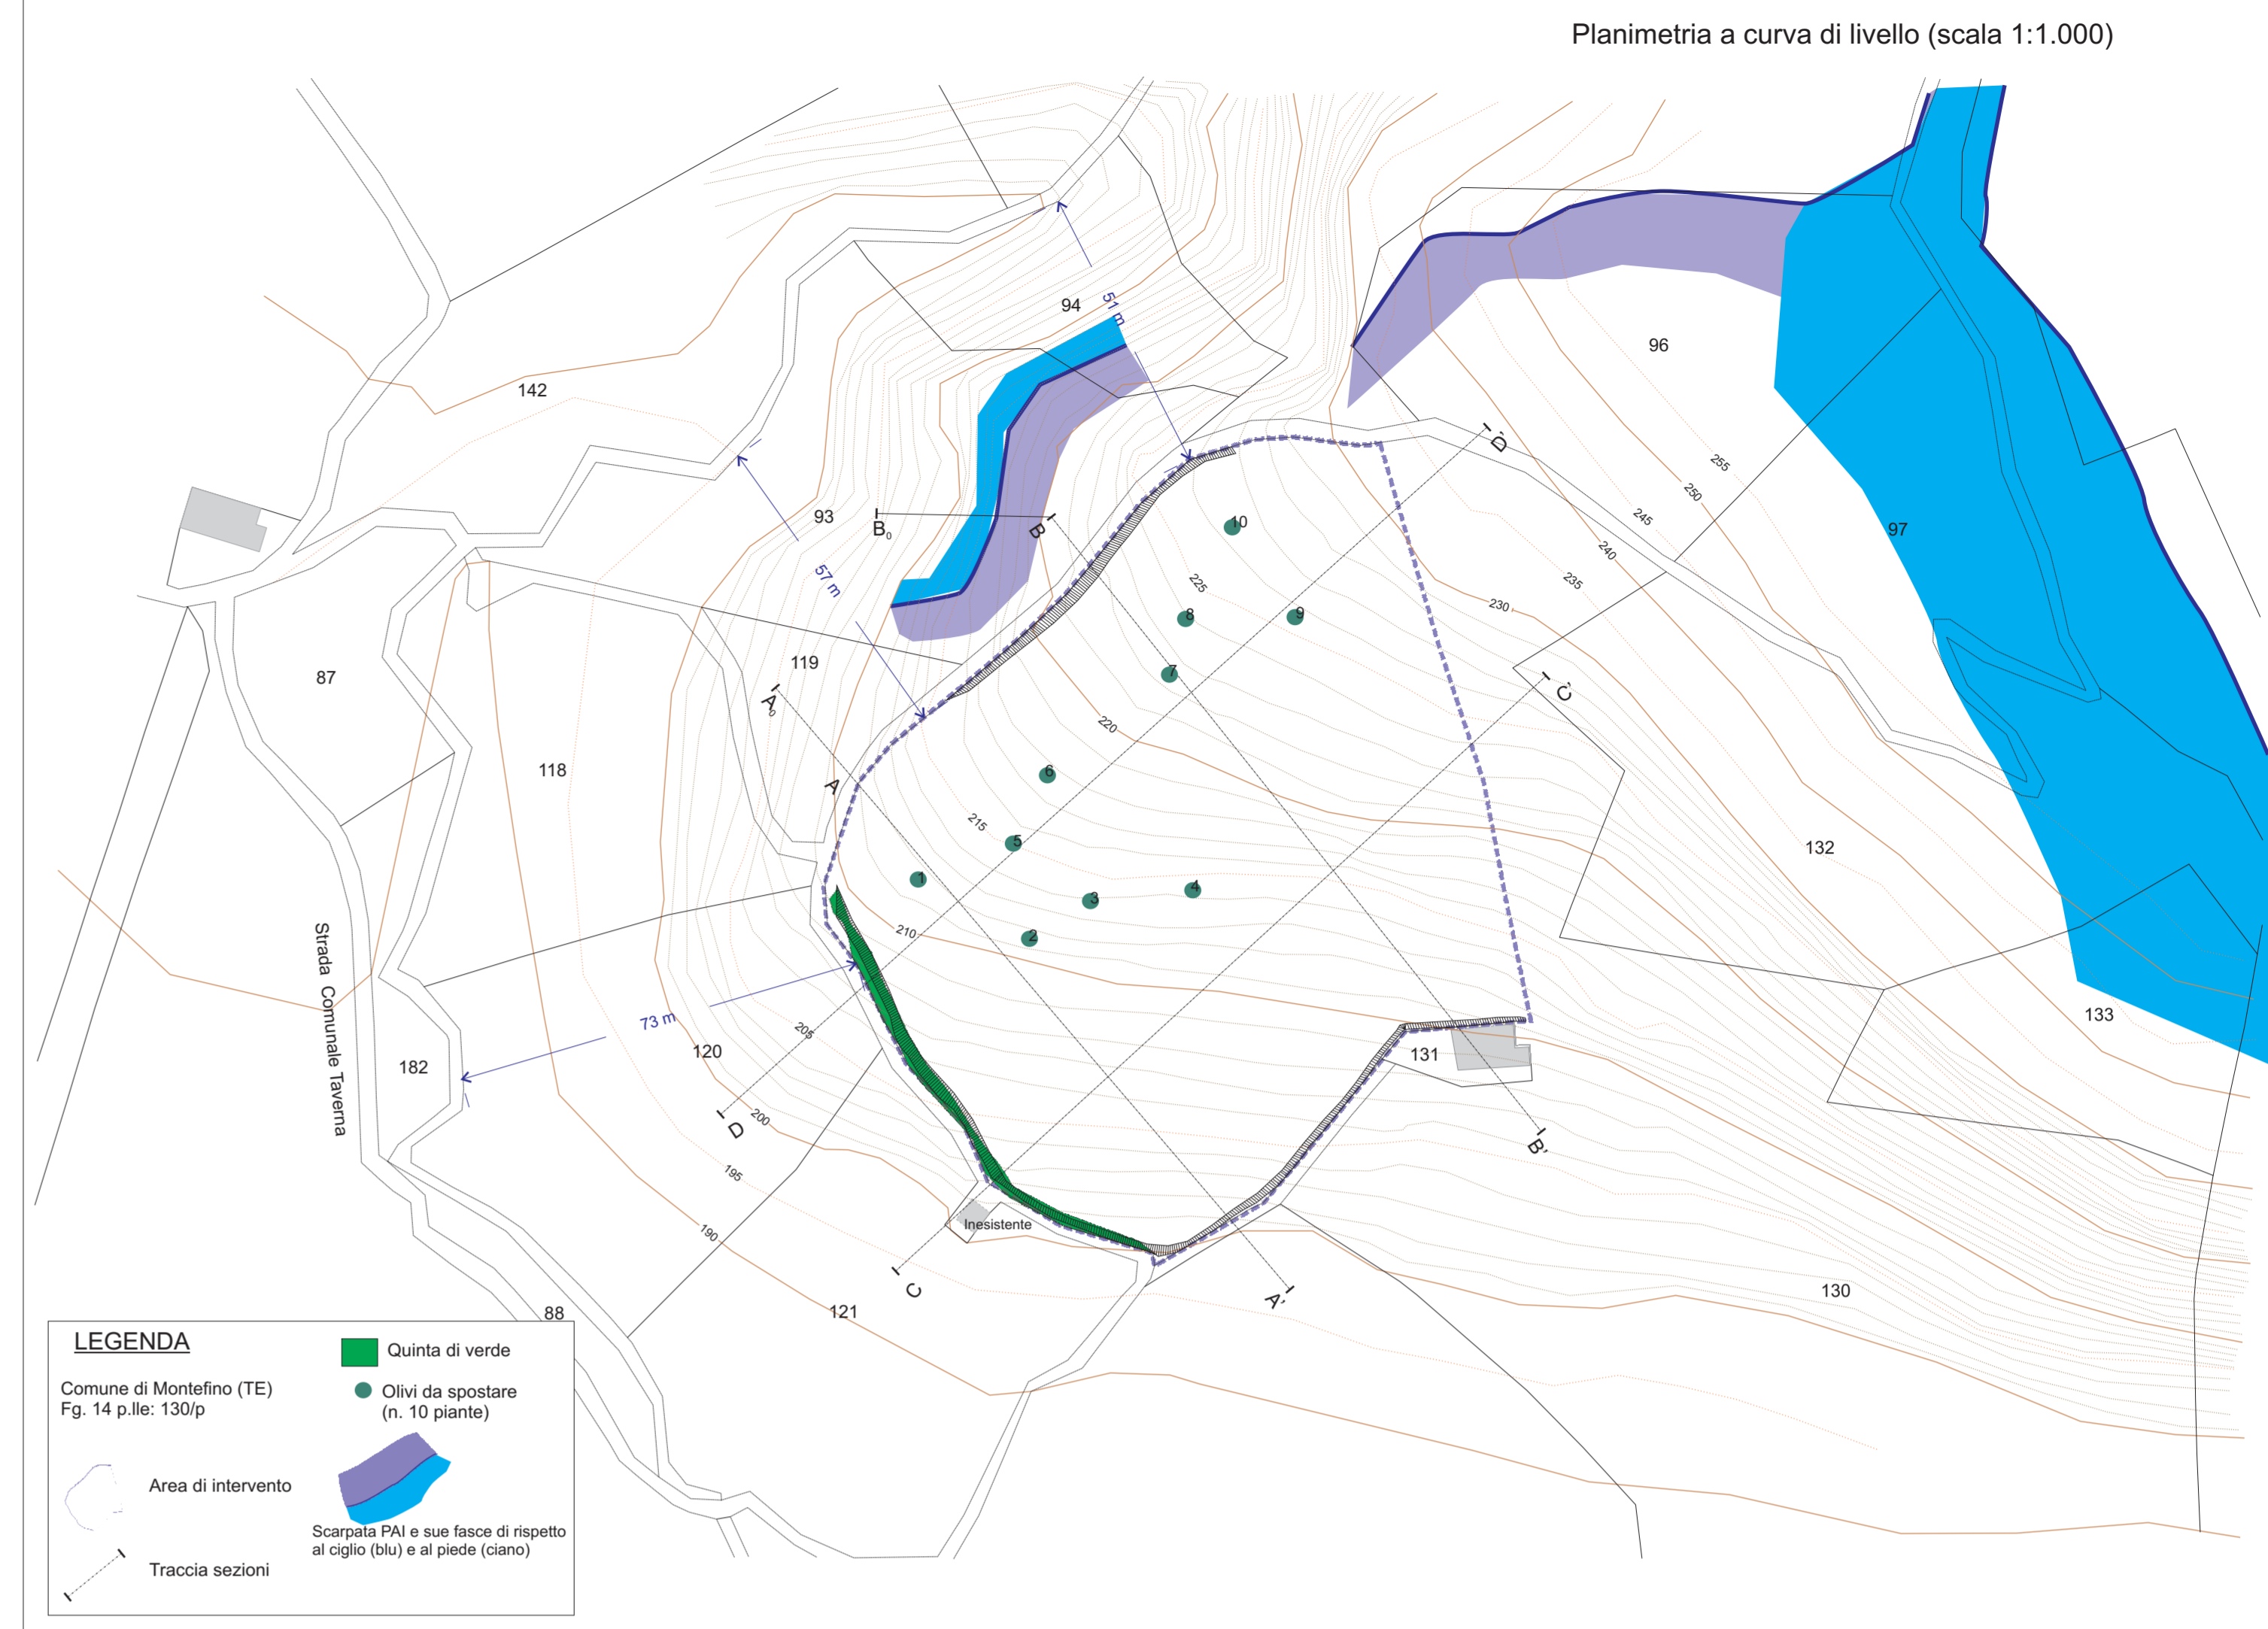 Planimetria a curva di livello (scala 1:1.000)
94
51 m
96
142
D'
255
250
245
97
93
B₀
B
10
240
57 m
225
235
230
8
9
119
87
7
A₀
C'
220
118
6
A
215
5
132
1
4
3
210
2
Strada Comunale Taverna
133
73 m
205
120
131
182
200
D
B'
195
Inesistente
190
C
A'
130
121
88
LEGENDA
Comune di Montefino (TE)
Fg. 14 p.lle: 130/p
Area di intervento
Traccia sezioni
Quinta di verde
Olivi da spostare
(n. 10 piante)
Scarpata PAI e sue fasce di rispetto
al ciglio (blu) e al piede (ciano)